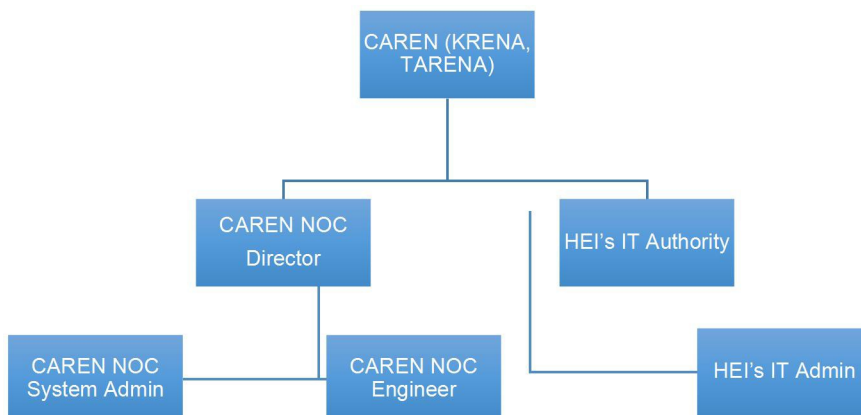 CAREN (KRENA,
TARENA)
CAREN NOC
Director
HEI's IT Authority
CAREN NOC
System Admin
CAREN NOC
Engineer
HEI's IT Admin